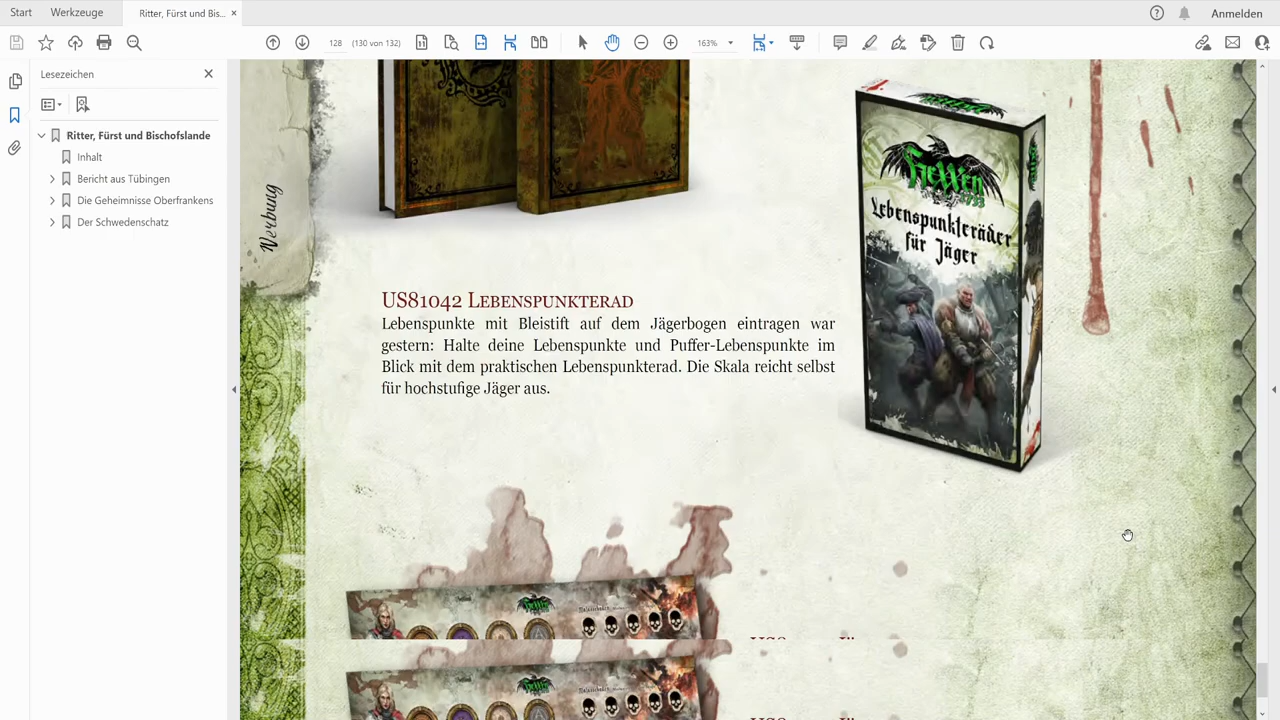 Start
Werkzeuge
Ritter, Fürst und Bis... ×
Anmelden
128
(130 von 132)
163%
Lesezeichen
Ritter, Fürst und Bischofslande
Inhalt
Bericht aus Tübingen
Die Geheimnisse Oberfrankens
Der Schwedenschatz
Werbung
HeXXen
1733
Lebenspunkteräder
für Jäger
US81042 Lebenspunkterad
Lebenspunkte mit Bleistift auf dem Jägerbogen eintragen war
gestern: Halte deine Lebenspunkte und Puffer-Lebenspunkte im
Blick mit dem praktischen Lebenspunkterad. Die Skala reicht selbst
für hochstufige Jäger aus.
HeXXen
HeXXen